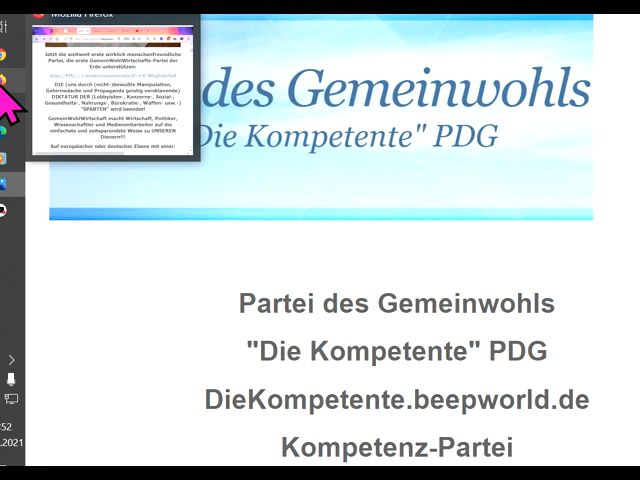 Mozilla Firefox
Jetzt die weltweit erste wirklich menschenfreundliche
Partei, die erste GemeinWohlWirtschafts-Partei der
Erde unterstützen:
DIE (uns durch (nicht-)bewußte Manipulation,
Gehirnwäsche und Propaganda geistig versklavende)
DIKTATUR DER (Lobbyisten-, Konzerne-, Sozial-,
Gesundheits-, Nahrungs-, Bürokratie-, Waffen- usw. -)
"SPARTEN" wird beendet!
GemeinWohlWirtschaft macht Wirtschaft, Politiker,
Wissenschaftler und Medienmitarbeiter auf die
einfachste und zeitsparendste Weise zu UNSEREN
Dienern!!!
Auf europäischer oder deutscher Ebene mit einer:
des Gemeinwohls
Die Kompetente" PDG
Partei des Gemeinwohls
"Die Kompetente" PDG
DieKompetente.beepworld.de
Kompetenz-Partei
:52
.2021